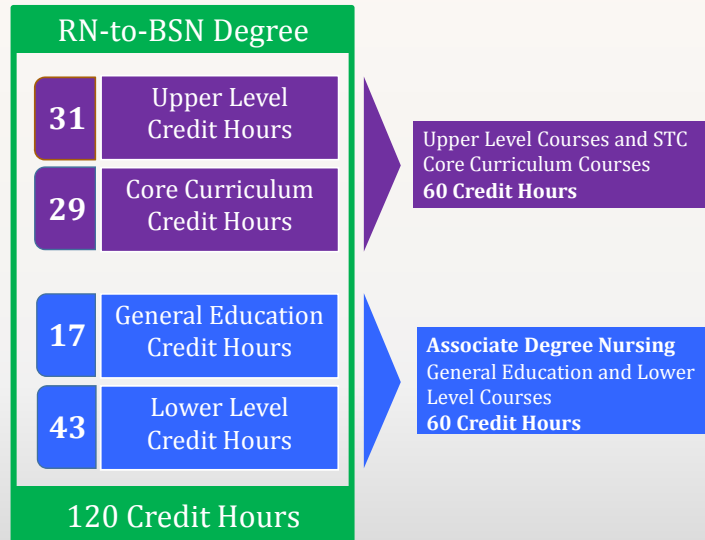 RN-to-BSN Degree
31
Upper Level
Credit Hours
29
Core Curriculum
Credit Hours
Upper Level Courses and STC
Core Curriculum Courses
60 Credit Hours
17
General Education
Credit Hours
43
Lower Level
Credit Hours
Associate Degree Nursing
General Education and Lower
Level Courses
60 Credit Hours
120 Credit Hours